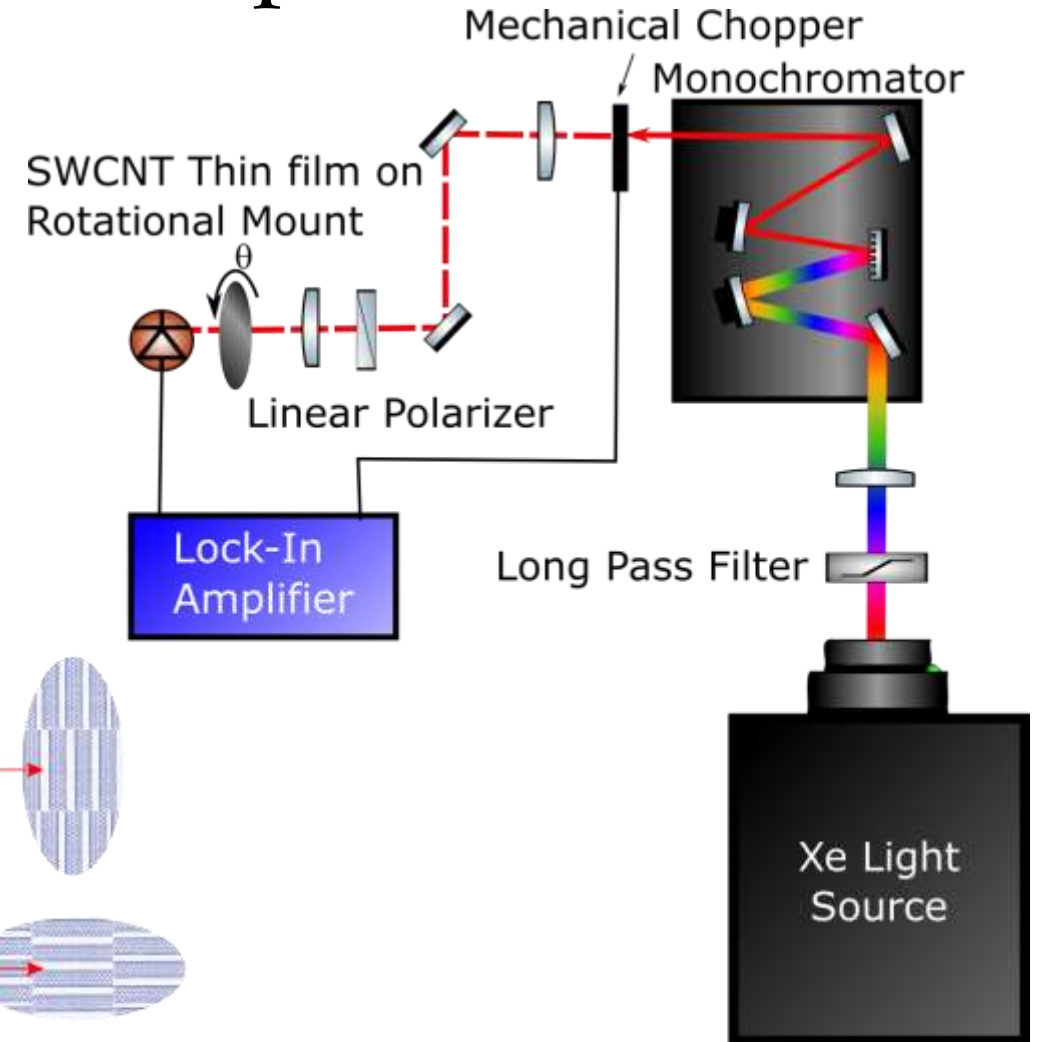 Mechanical Chopper
Monochromator
SWCNT Thin film on
Rotational Mount
θ
Linear Polarizer
Lock-In
Amplifier
Long Pass Filter
Xe Light
Source